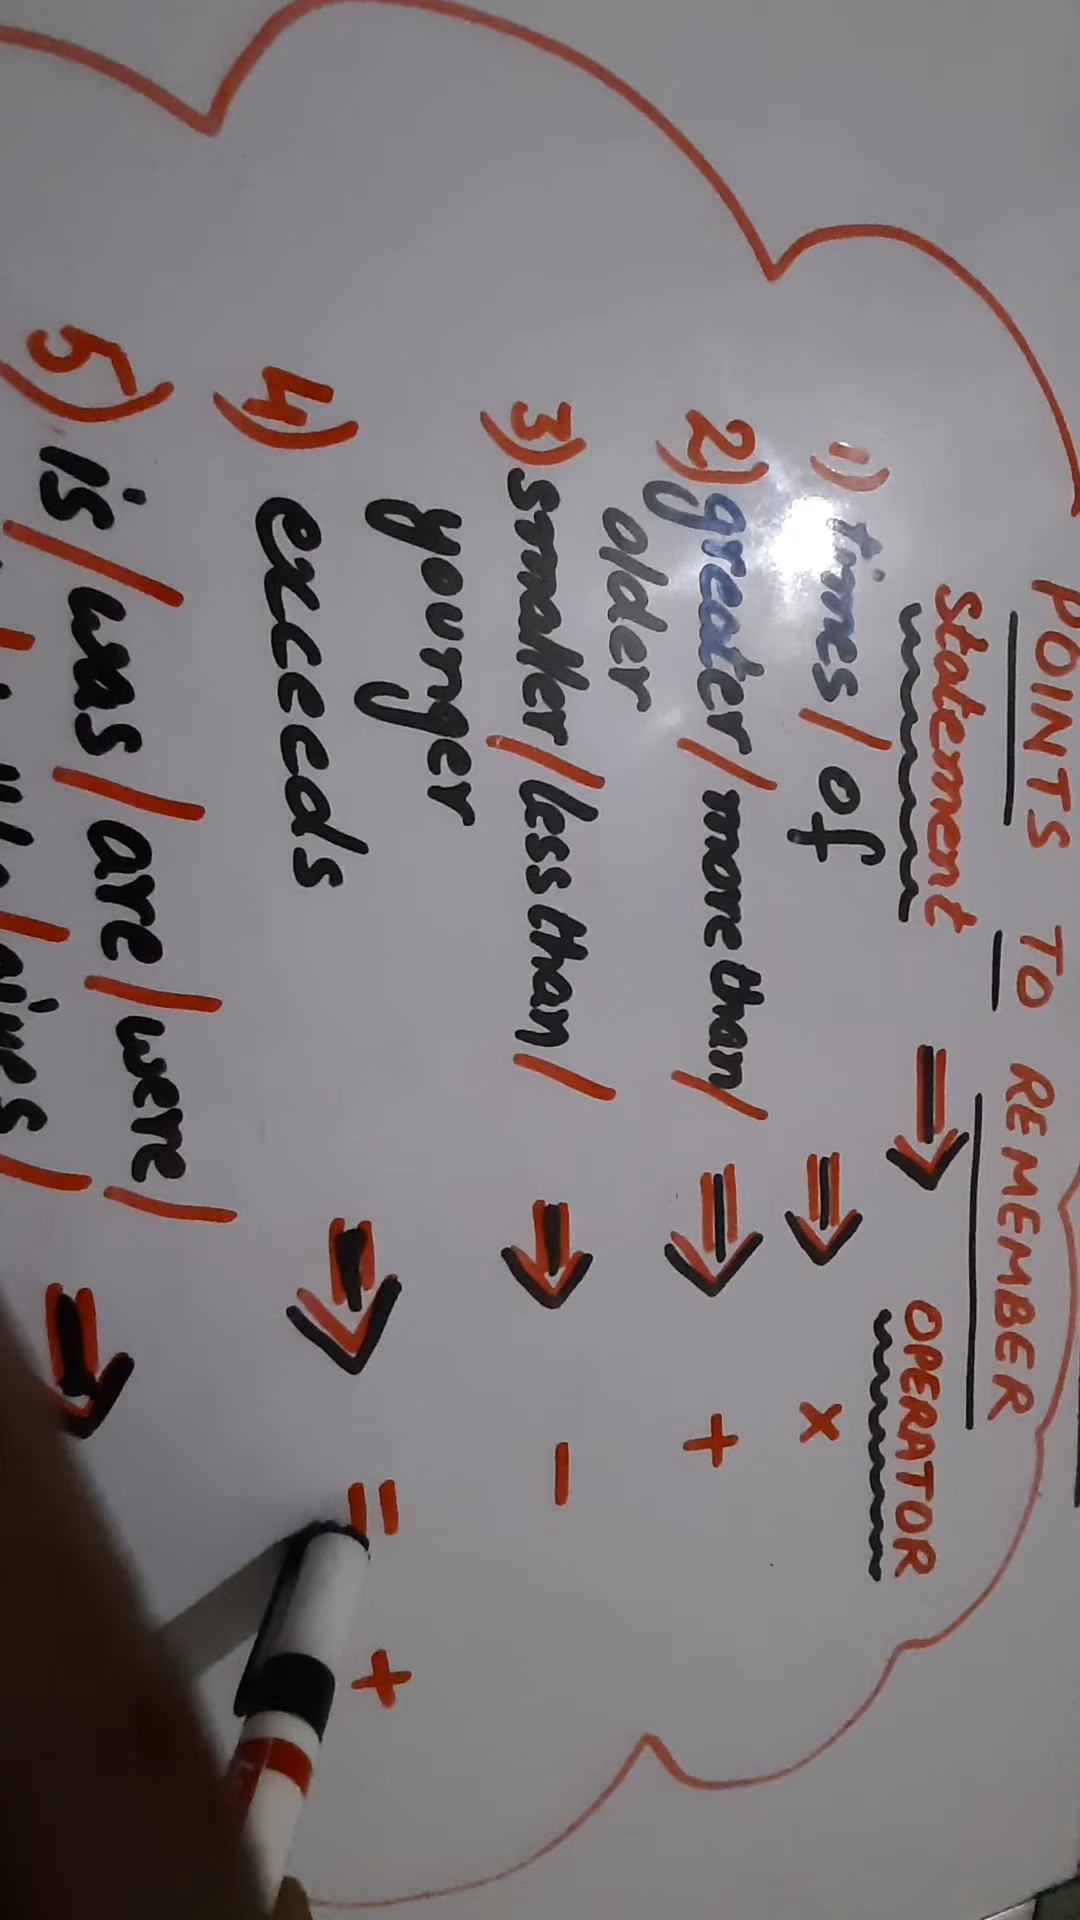 POINTS TO REMEMBER
statement ⇒ OPERATOR
1) times / of ⇒ ×
2) greater / more than / ⇒ +
older
3) smaller / less than / ⇒ −
younger
4) exceeds ⇒ = +
5) is / was / are / were / ⇒